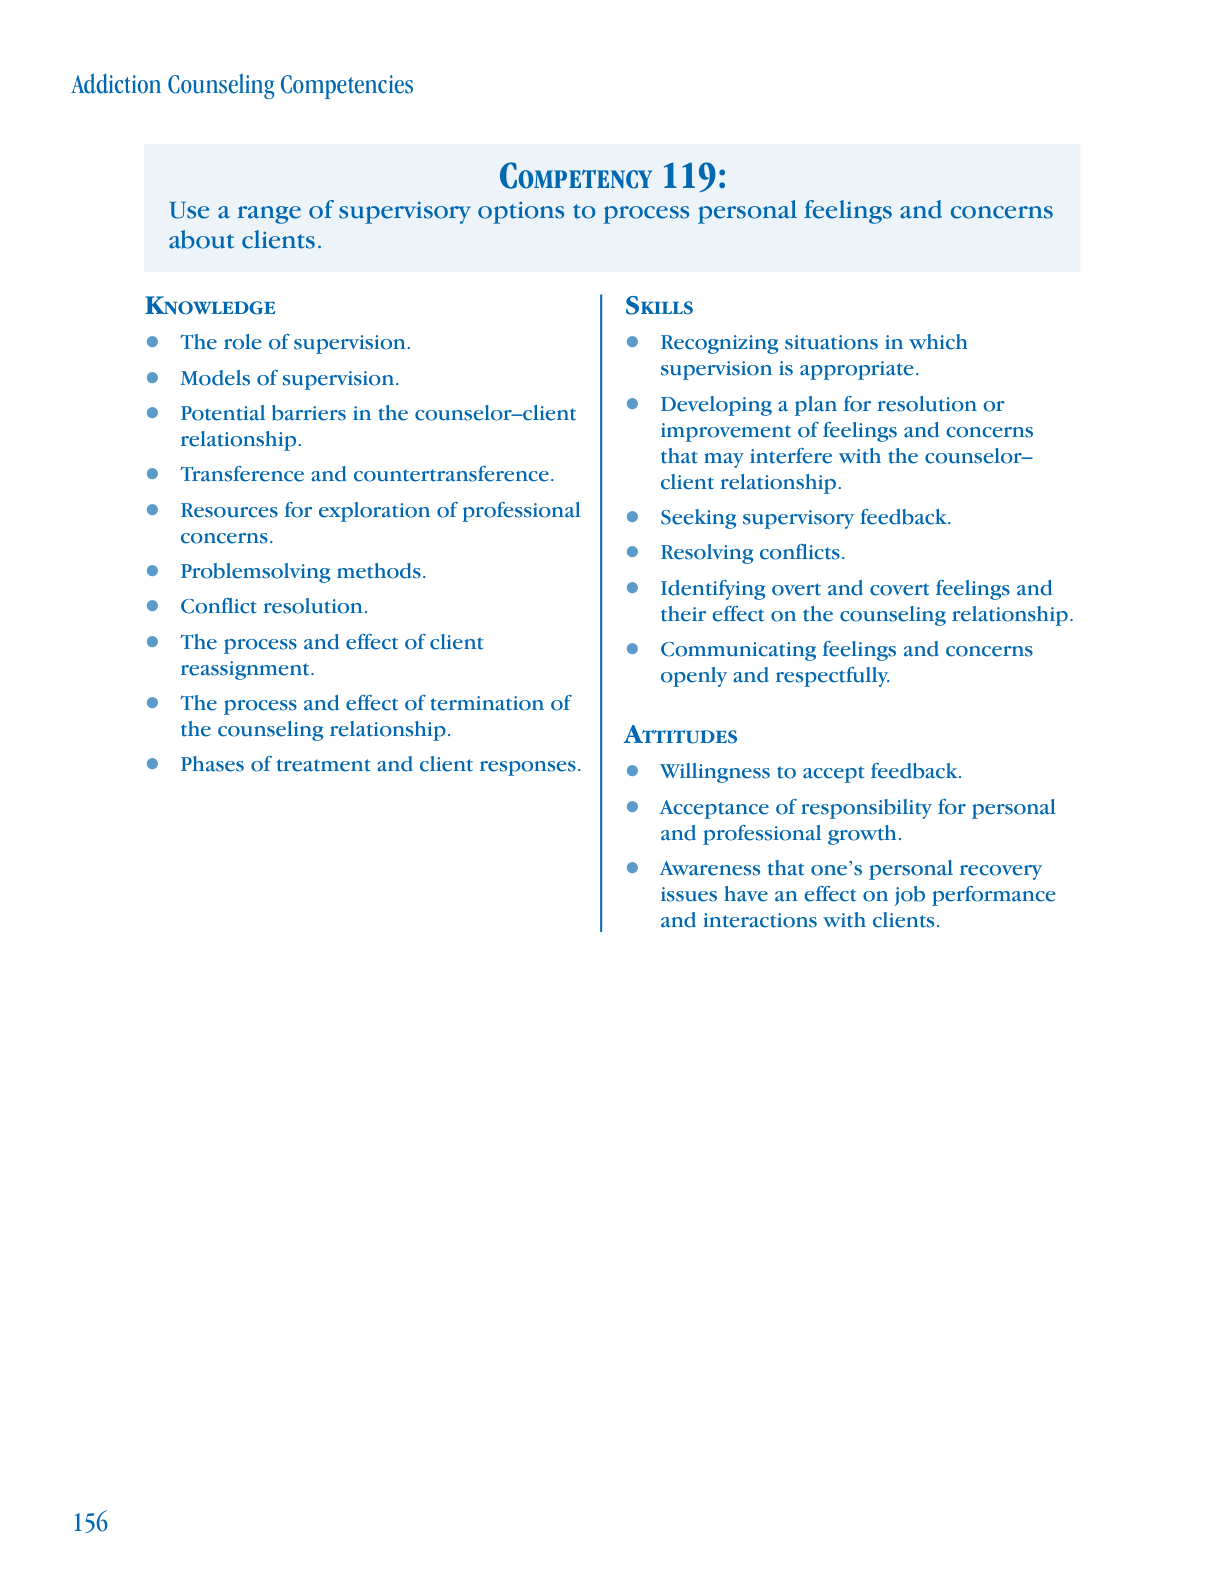 Addiction Counseling Competencies
COMPETENCY 119:
Use a range of supervisory options to process personal feelings and concerns
about clients.
KNOWLEDGE
● The role of supervision.
● Models of supervision.
● Potential barriers in the counselor–client
relationship.
● Transference and countertransference.
● Resources for exploration of professional
concerns.
● Problemsolving methods.
● Conflict resolution.
● The process and effect of client
reassignment.
● The process and effect of termination of
the counseling relationship.
● Phases of treatment and client responses.
SKILLS
● Recognizing situations in which
supervision is appropriate.
● Developing a plan for resolution or
improvement of feelings and concerns
that may interfere with the counselor–
client relationship.
● Seeking supervisory feedback.
● Resolving conflicts.
● Identifying overt and covert feelings and
their effect on the counseling relationship.
● Communicating feelings and concerns
openly and respectfully.
ATTITUDES
● Willingness to accept feedback.
● Acceptance of responsibility for personal
and professional growth.
● Awareness that one’s personal recovery
issues have an effect on job performance
and interactions with clients.
156